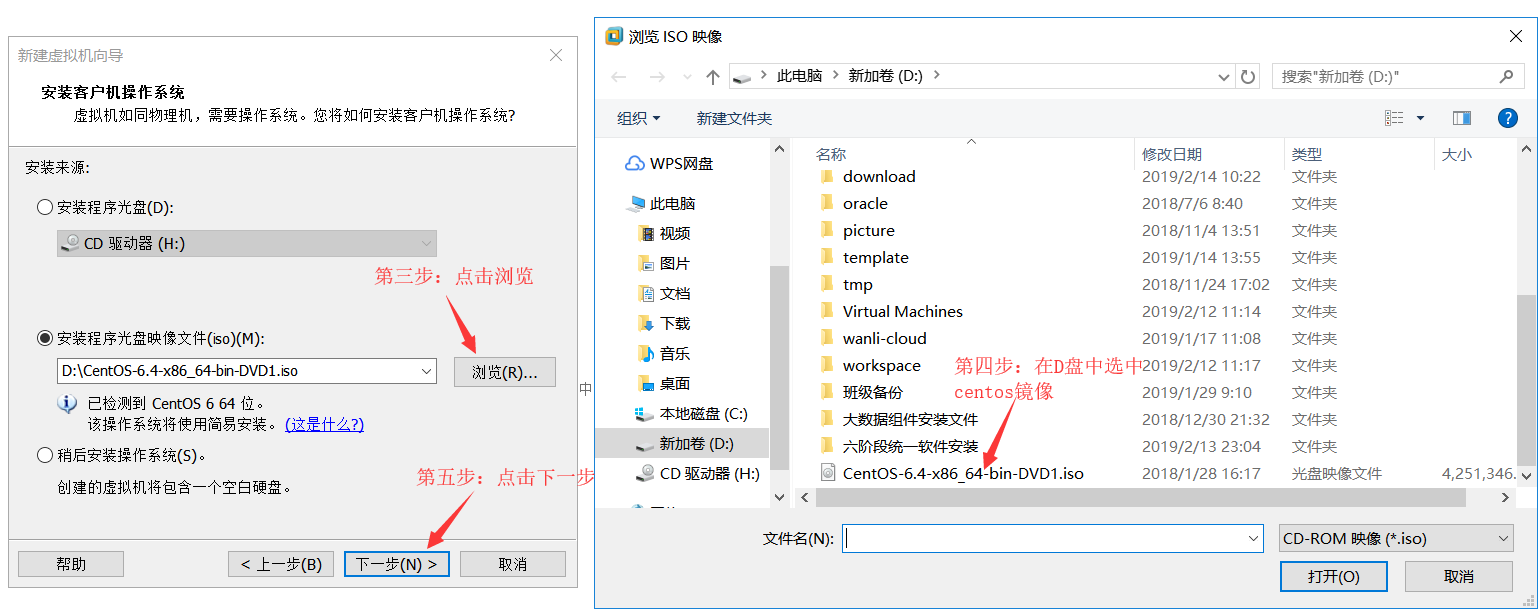 新建虚拟机向导
安装客户机操作系统
虚拟机如同物理机，需要操作系统。您将如何安装客户机操作系统?
安装来源:
安装程序光盘(D):
CD 驱动器 (H:)
第三步：点击浏览
安装程序光盘映像文件(iso)(M):
D:\CentOS-6.4-x86_64-bin-DVD1.iso
浏览(R)...
已检测到 CentOS 6 64 位。
该操作系统将使用简易安装。 (这是什么?)
稍后安装操作系统(S)。
创建的虚拟机将包含一个空白硬盘。
第五步：点击下一步
帮助
< 上一步(B)
下一步(N) >
取消
中
浏览 ISO 映像
此电脑 > 新加卷 (D:) >
搜索"新加卷 (D:)"
组织
新建文件夹
WPS网盘
此电脑
视频
图片
文档
下载
音乐
桌面
本地磁盘 (C:)
新加卷 (D:)
CD 驱动器 (H:)
名称 修改日期 类型 大小
download 2019/2/14 10:22 文件夹
oracle 2018/7/6 8:40 文件夹
picture 2018/11/4 13:51 文件夹
template 2019/1/14 13:55 文件夹
tmp 2018/11/24 17:02 文件夹
Virtual Machines 2019/2/12 11:14 文件夹
wanli-cloud 2019/1/17 11:08 文件夹
workspace 2019/2/12 11:17 文件夹
班级备份 2019/1/29 9:10 文件夹
大数据组件安装文件 2018/12/30 21:32 文件夹
六阶段统一软件安装 2019/2/13 23:04 文件夹
CentOS-6.4-x86_64-bin-DVD1.iso 2018/1/28 16:17 光盘映像文件 4,251,346.
第四步：在D盘中选中
centos镜像
文件名(N):
CD-ROM 映像 (*.iso)
打开(O)
取消